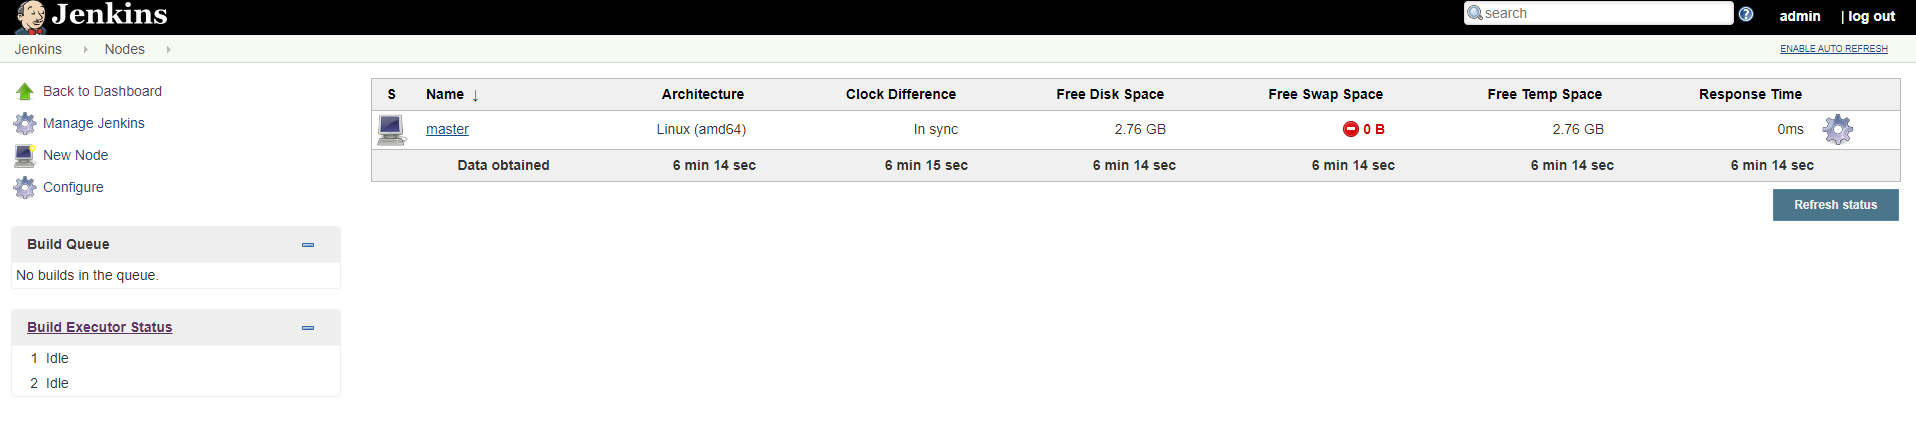 Jenkins
search
admin | log out
Jenkins Nodes
ENABLE AUTO REFRESH
Back to Dashboard
Manage Jenkins
New Node
Configure
Build Queue
No builds in the queue.
Build Executor Status
1 Idle
2 Idle
S Name ↓ Architecture Clock Difference Free Disk Space Free Swap Space Free Temp Space Response Time
master Linux (amd64) In sync 2.76 GB 0 B 2.76 GB 0ms
Data obtained 6 min 14 sec 6 min 15 sec 6 min 14 sec 6 min 14 sec 6 min 14 sec 6 min 14 sec
Refresh status